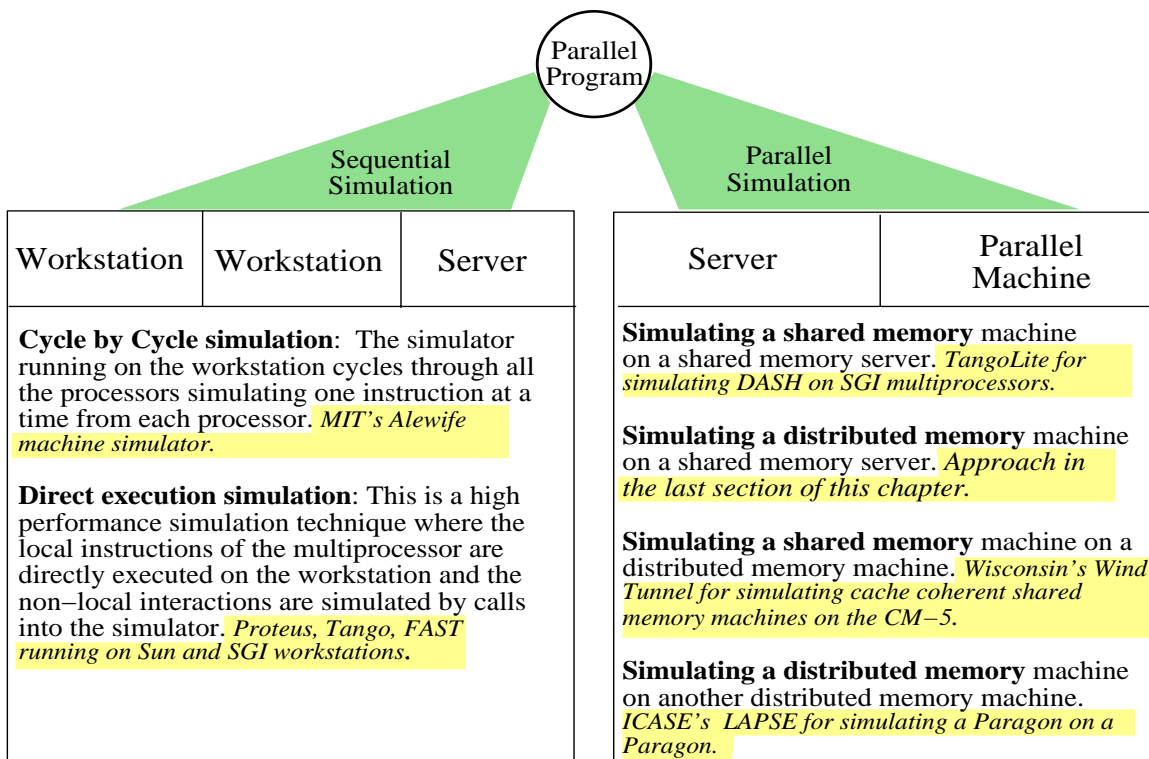 Parallel
Program
Sequential
Simulation
Parallel
Simulation
Workstation
Workstation
Server
Cycle by Cycle simulation: The simulator
running on the workstation cycles through all
the processors simulating one instruction at a
time from each processor. MIT's Alewife
machine simulator.
Direct execution simulation: This is a high
performance simulation technique where the
local instructions of the multiprocessor are
directly executed on the workstation and the
non−local interactions are simulated by calls
into the simulator. Proteus, Tango, FAST
running on Sun and SGI workstations.
Server
Parallel
Machine
Simulating a shared memory machine
on a shared memory server. TangoLite for
simulating DASH on SGI multiprocessors.
Simulating a distributed memory machine
on a shared memory server. Approach in
the last section of this chapter.
Simulating a shared memory machine on a
distributed memory machine. Wisconsin's Wind
Tunnel for simulating cache coherent shared
memory machines on the CM−5.
Simulating a distributed memory machine
on another distributed memory machine.
ICASE's LAPSE for simulating a Paragon on a
Paragon.